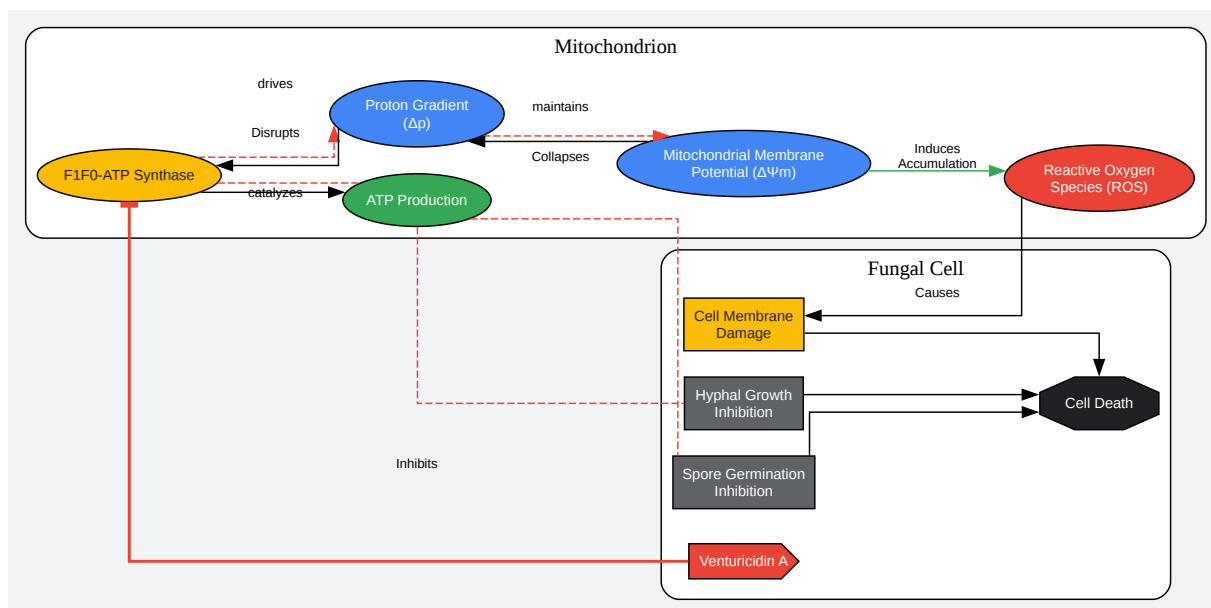 Mitochondrion
drives
Proton Gradient
(Δp)
maintains
Disrupts
Collapses
Mitochondrial Membrane
Potential (ΔΨm)
Induces
Accumulation
Reactive Oxygen
Species (ROS)
F1F0-ATP Synthase
catalyzes
ATP Production
Fungal Cell
Causes
Cell Membrane
Damage
Hyphal Growth
Inhibition
Cell Death
Inhibits
Spore Germination
Inhibition
Venturicidin A